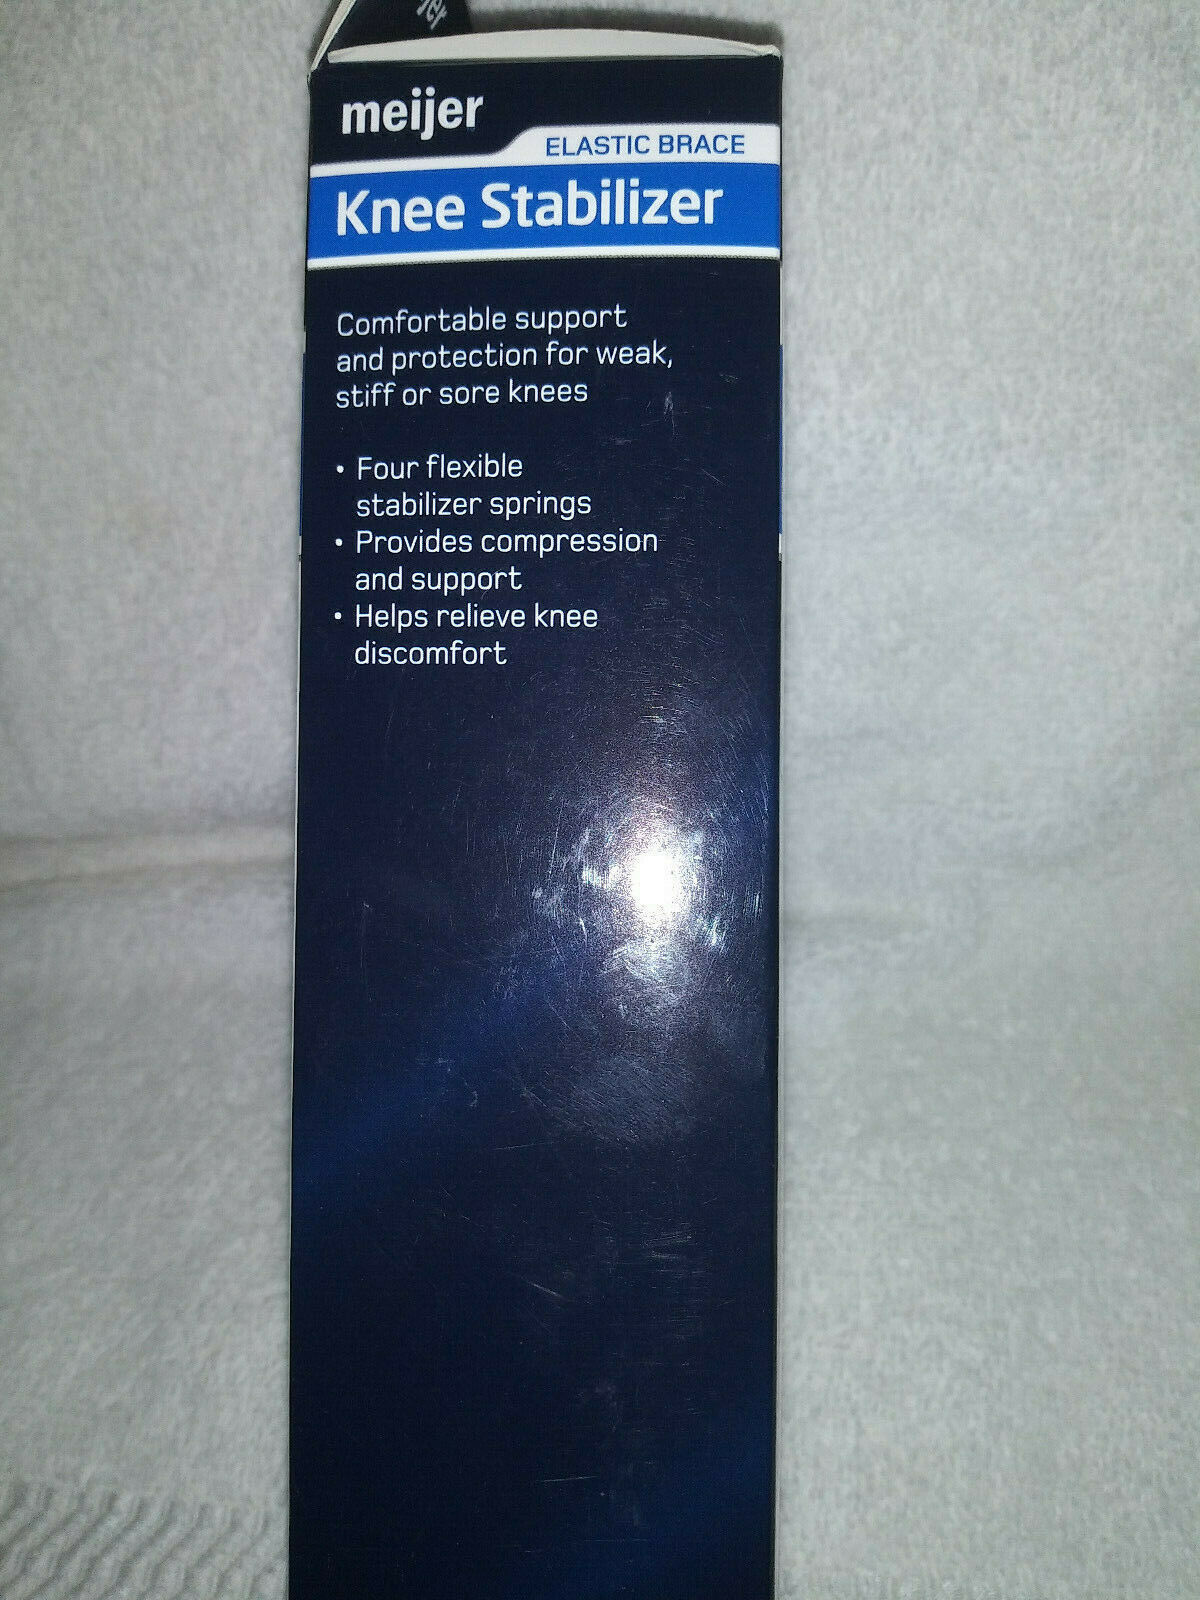 meijer
ELASTIC BRACE
Knee Stabilizer
Comfortable support
and protection for weak,
stiff or sore knees
• Four flexible
stabilizer springs
• Provides compression
and support
• Helps relieve knee
discomfort